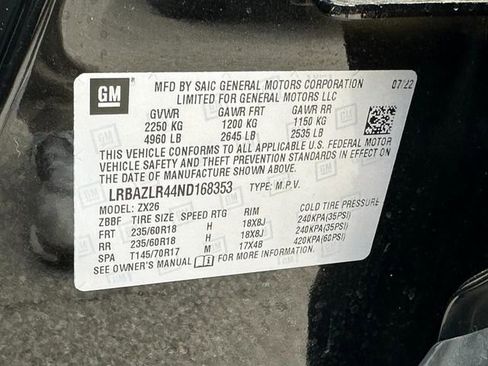 GM
MFD BY SAIC GENERAL MOTORS CORPORATION
LIMITED FOR GENERAL MOTORS LLC
07/22
GVWR GAWR FRT GAWR RR
2250 KG 1200 KG 1150 KG
4960 LB 2645 LB 2535 LB
THIS VEHICLE CONFORMS TO ALL APPLICABLE U.S. FEDERAL MOTOR
VEHICLE SAFETY AND THEFT PREVENTION STANDARDS IN EFFECT ON
THE DATE OF MANUFACTURE SHOWN ABOVE.
LRBAZLR44ND168353 TYPE: M.P.V.
MODEL: ZX26
ZBBF TIRE SIZE SPEED RTG RIM COLD TIRE PRESSURE
FRT 235/60R18 H 18X8J 240KPA(35PSI)
RR 235/60R18 H 18X8J 240KPA(35PSI)
SPA T145/70R17 M 17X48 420KPA(60PSI)
SEE OWNER'S MANUAL FOR MORE INFORMATION.